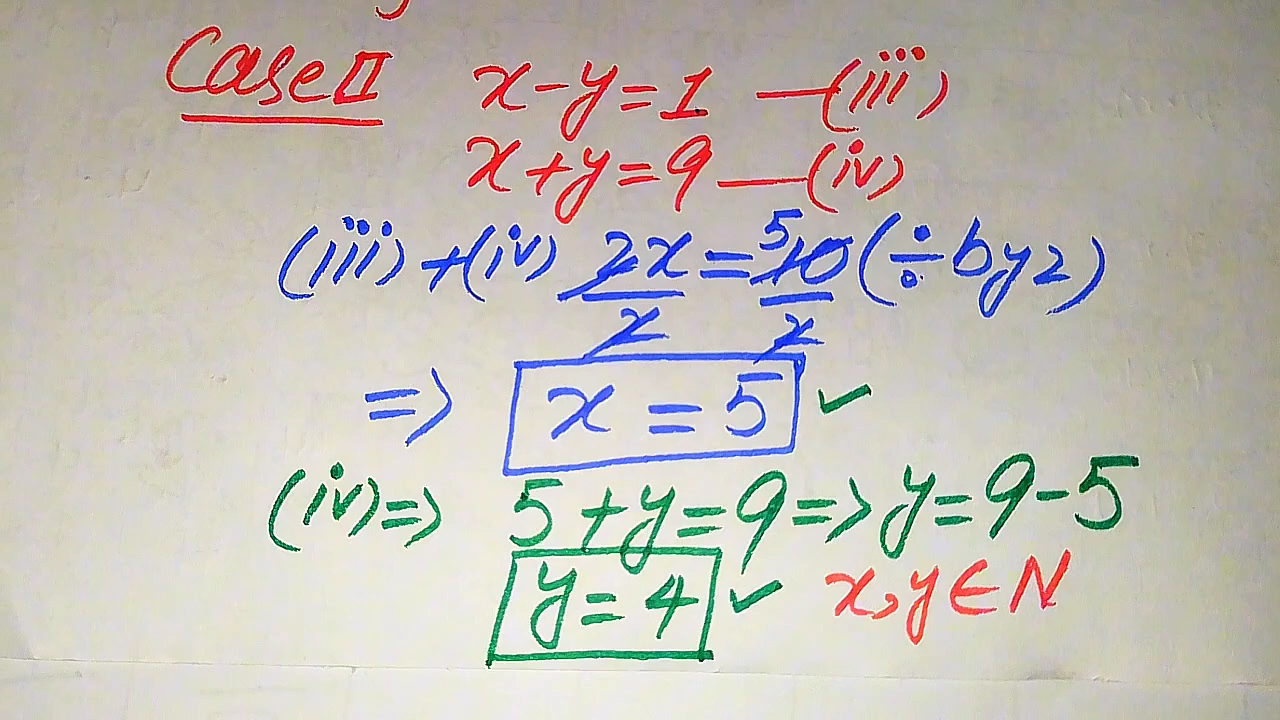 Case II x-y=1 —(iii)
x+y=9 —(iv)
(iii)+(iv) 2x/2 = 5 10/2 (÷ by 2)
=> x = 5 ✓
(iv)=> 5+y=9=>y=9-5
y=4 ✓ x,y∈N